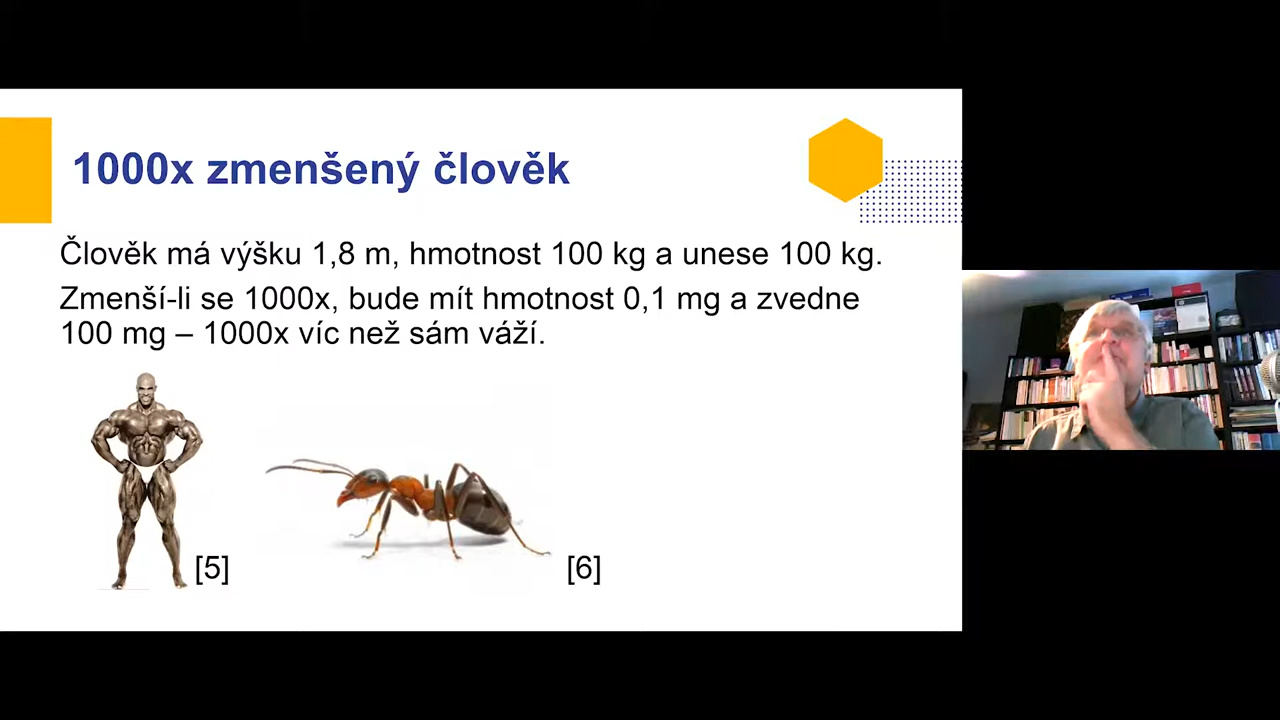 1000x zmenšený člověk
Člověk má výšku 1,8 m, hmotnost 100 kg a unese 100 kg.
Zmenší-li se 1000x, bude mít hmotnost 0,1 mg a zvedne
100 mg – 1000x víc než sám váží.
[5]
[6]